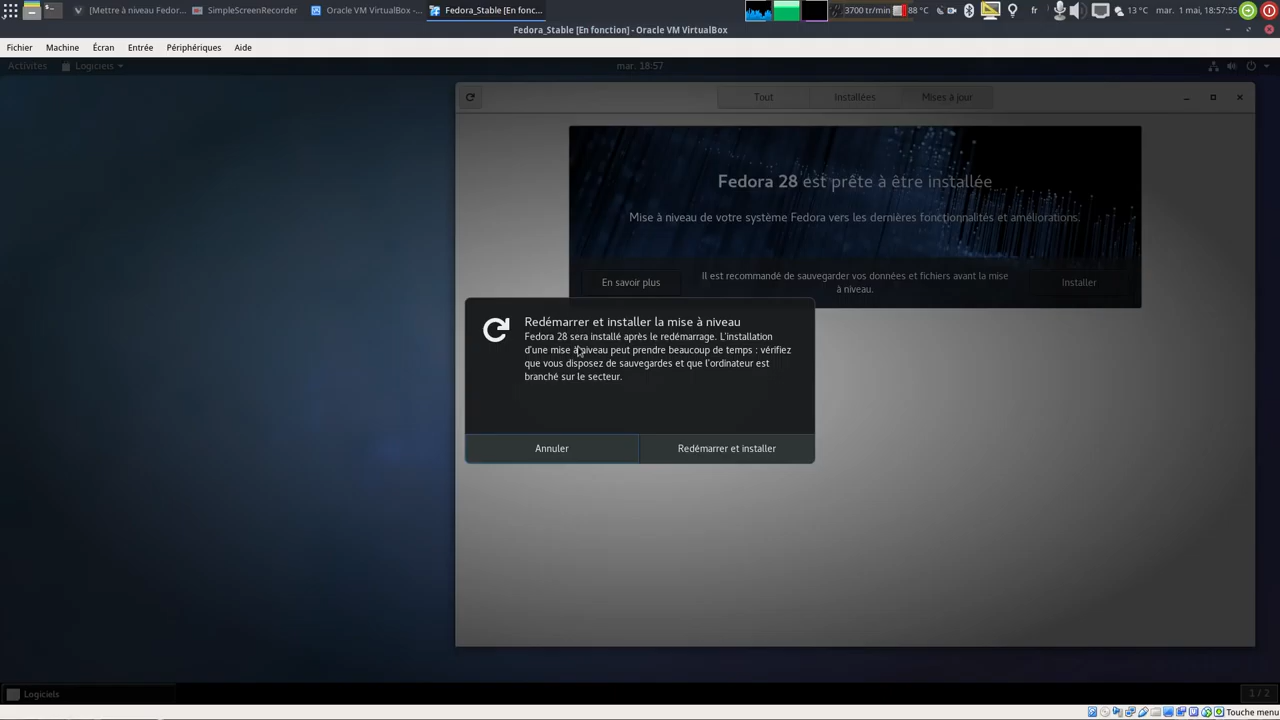 [Mettre à niveau Fedor...
SimpleScreenRecorder
Oracle VM VirtualBox -...
Fedora_Stable [En fonc...
3700 tr/min
88 °C
fr
13 °C
mar. 1 mai, 18:57:55
Fedora_Stable [En fonction] - Oracle VM VirtualBox
Fichier
Machine
Écran
Entrée
Périphériques
Aide
Activités
Logiciels
mar. 18:57
Tout
Installées
Mises à jour
Fedora 28 est prête à être installée
Mise à niveau de votre système Fedora vers les dernières fonctionnalités et améliorations.
En savoir plus
Il est recommandé de sauvegarder vos données et fichiers avant la mise
à niveau.
Installer
Redémarrer et installer la mise à niveau
Fedora 28 sera installé après le redémarrage. L'installation
d'une mise à niveau peut prendre beaucoup de temps : vérifiez
que vous disposez de sauvegardes et que l'ordinateur est
branché sur le secteur.
Annuler
Redémarrer et installer
Logiciels
1 / 2
Touche menu